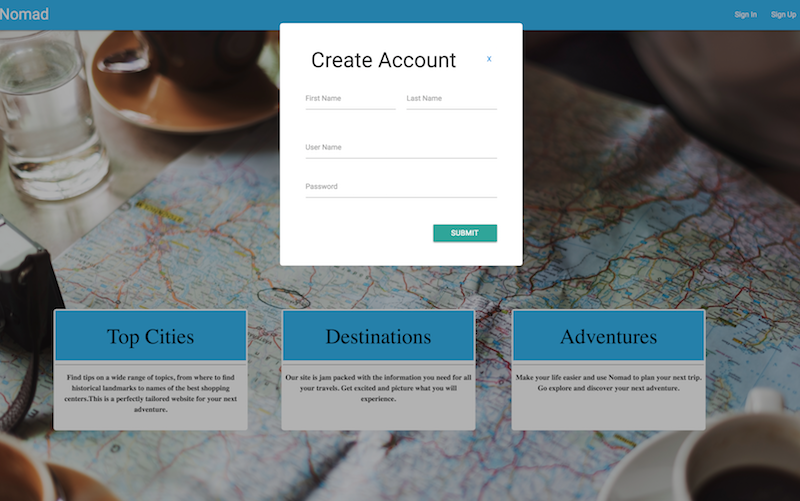 Nomad
Sign In
Sign Up
Create Account
X
First Name
Last Name
User Name
Password
SUBMIT
Top Cities
Find tips on a wide range of topics, from where to find
historical landmarks to names of the best shopping
centers.This is a perfectly tailored website for your next
adventure.
Destinations
Our site is jam packed with the information you need for all
your travels. Get excited and picture what you will
experience.
Adventures
Make your life easier and use Nomad to plan your next trip.
Go explore and discover your next adventure.